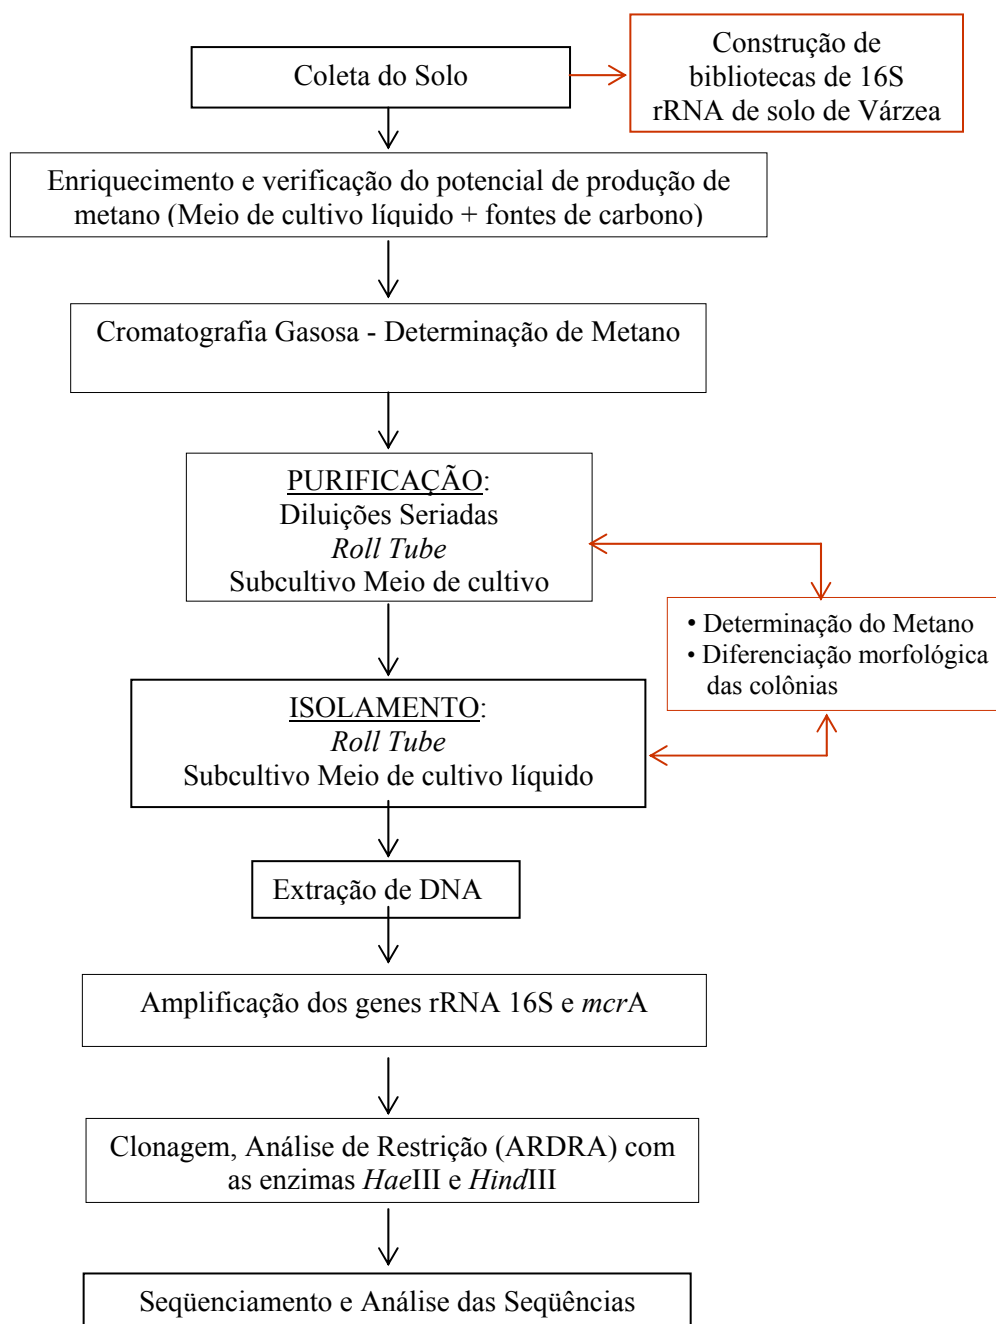 Coleta do Solo
Construção de
bibliotecas de 16S
rRNA de solo de Várzea
Enriquecimento e verificação do potencial de produção de
metano (Meio de cultivo líquido + fontes de carbono)
Cromatografia Gasosa - Determinação de Metano
PURIFICAÇÃO:
Diluições Seriadas
Roll Tube
Subcultivo Meio de cultivo
• Determinação do Metano
• Diferenciação morfológica
das colônias
ISOLAMENTO:
Roll Tube
Subcultivo Meio de cultivo líquido
Extração de DNA
Amplificação dos genes rRNA 16S e mcrA
Clonagem, Análise de Restrição (ARDRA) com
as enzimas HaeIII e HindIII
Seqüenciamento e Análise das Seqüências